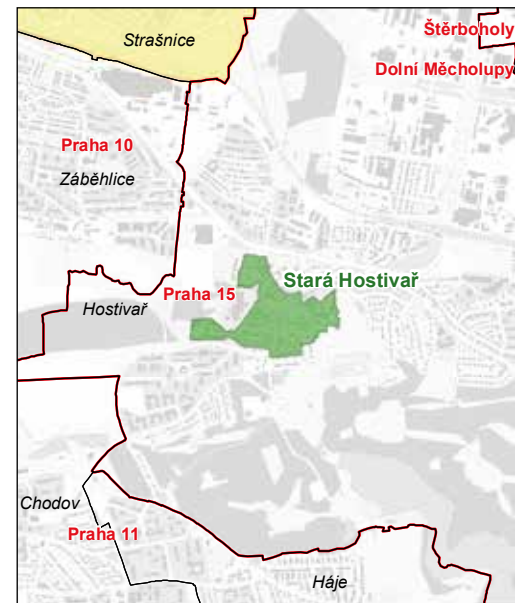 Štěrboholy
Strašnice
Dolní Měcholupy
Praha 10
Záběhlice
Stará Hostivař
Praha 15
Hostivař
Chodov
Praha 11
Háje